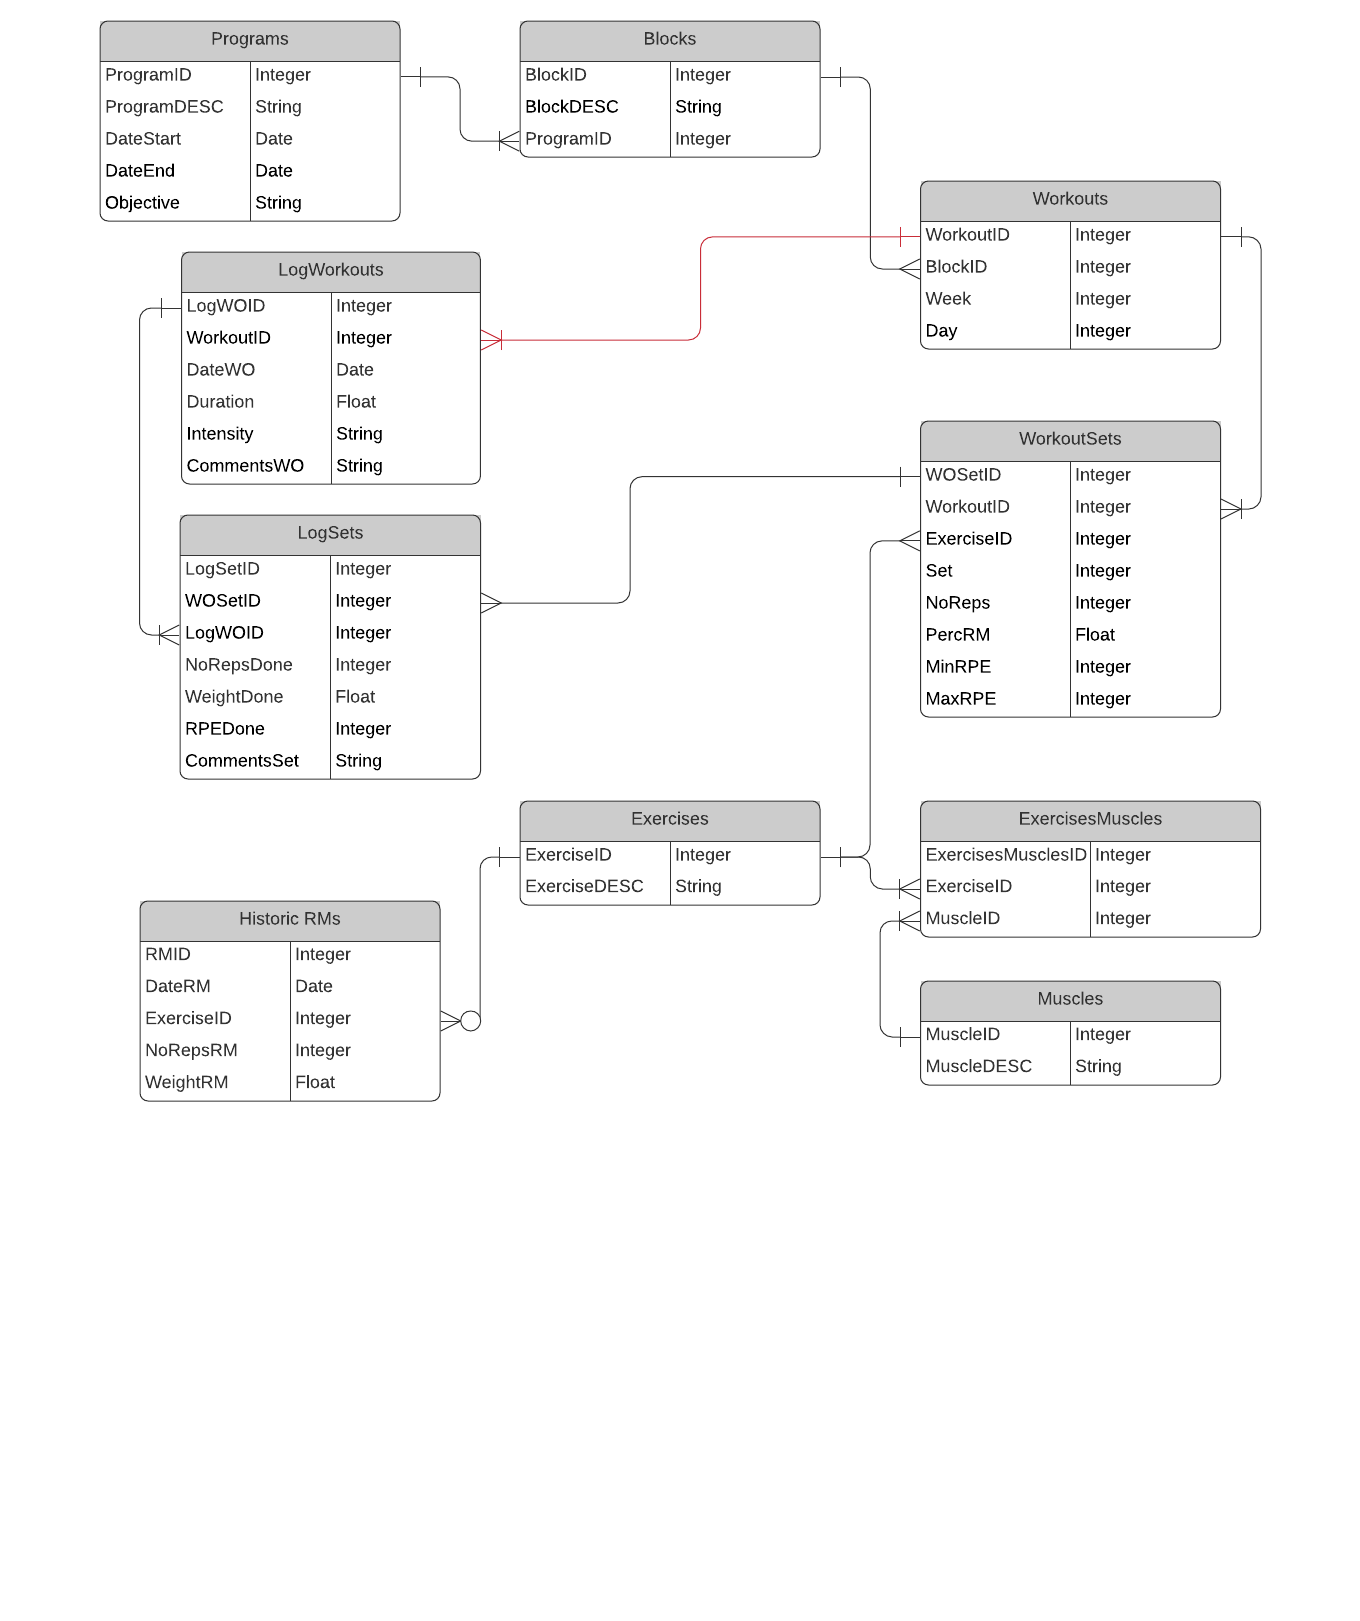 Programs
ProgramID Integer
ProgramDESC String
DateStart Date
DateEnd Date
Objective String
Blocks
BlockID Integer
BlockDESC String
ProgramID Integer
Workouts
WorkoutID Integer
BlockID Integer
Week Integer
Day Integer
LogWorkouts
LogWOID Integer
WorkoutID Integer
DateWO Date
Duration Float
Intensity String
CommentsWO String
WorkoutSets
WOSetID Integer
WorkoutID Integer
ExerciseID Integer
Set Integer
NoReps Integer
PercRM Float
MinRPE Integer
MaxRPE Integer
LogSets
LogSetID Integer
WOSetID Integer
LogWOID Integer
NoRepsDone Integer
WeightDone Float
RPEDone Integer
CommentsSet String
Exercises
ExerciseID Integer
ExerciseDESC String
ExercisesMuscles
ExercisesMusclesID Integer
ExerciseID Integer
MuscleID Integer
Historic RMs
RMID Integer
DateRM Date
ExerciseID Integer
NoRepsRM Integer
WeightRM Float
Muscles
MuscleID Integer
MuscleDESC String